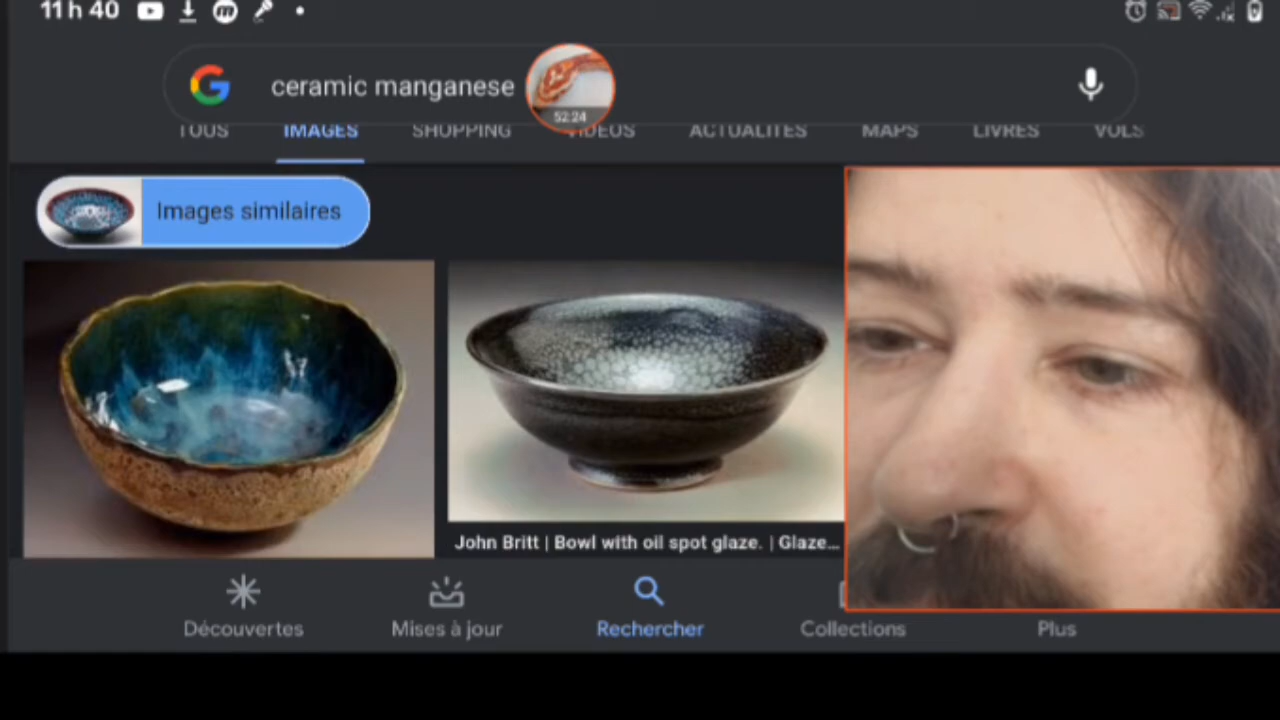 11 h 40
ceramic manganese
52:24
TOUS IMAGES SHOPPING VIDÉOS ACTUALITÉS MAPS LIVRES VOLS
Images similaires
John Britt | Bowl with oil spot glaze. | Glaze...
Découvertes Mises à jour Rechercher Collections Plus